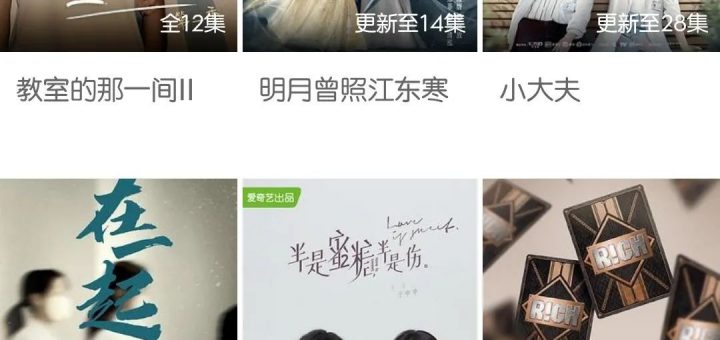 全12集
更新至14集
更新至28集
教室的那一间II
明月曾照江东寒
小大夫
在一起
爱奇艺出品
Love is sweet.
半是蜜糖半是伤。
R!CH
R!CH